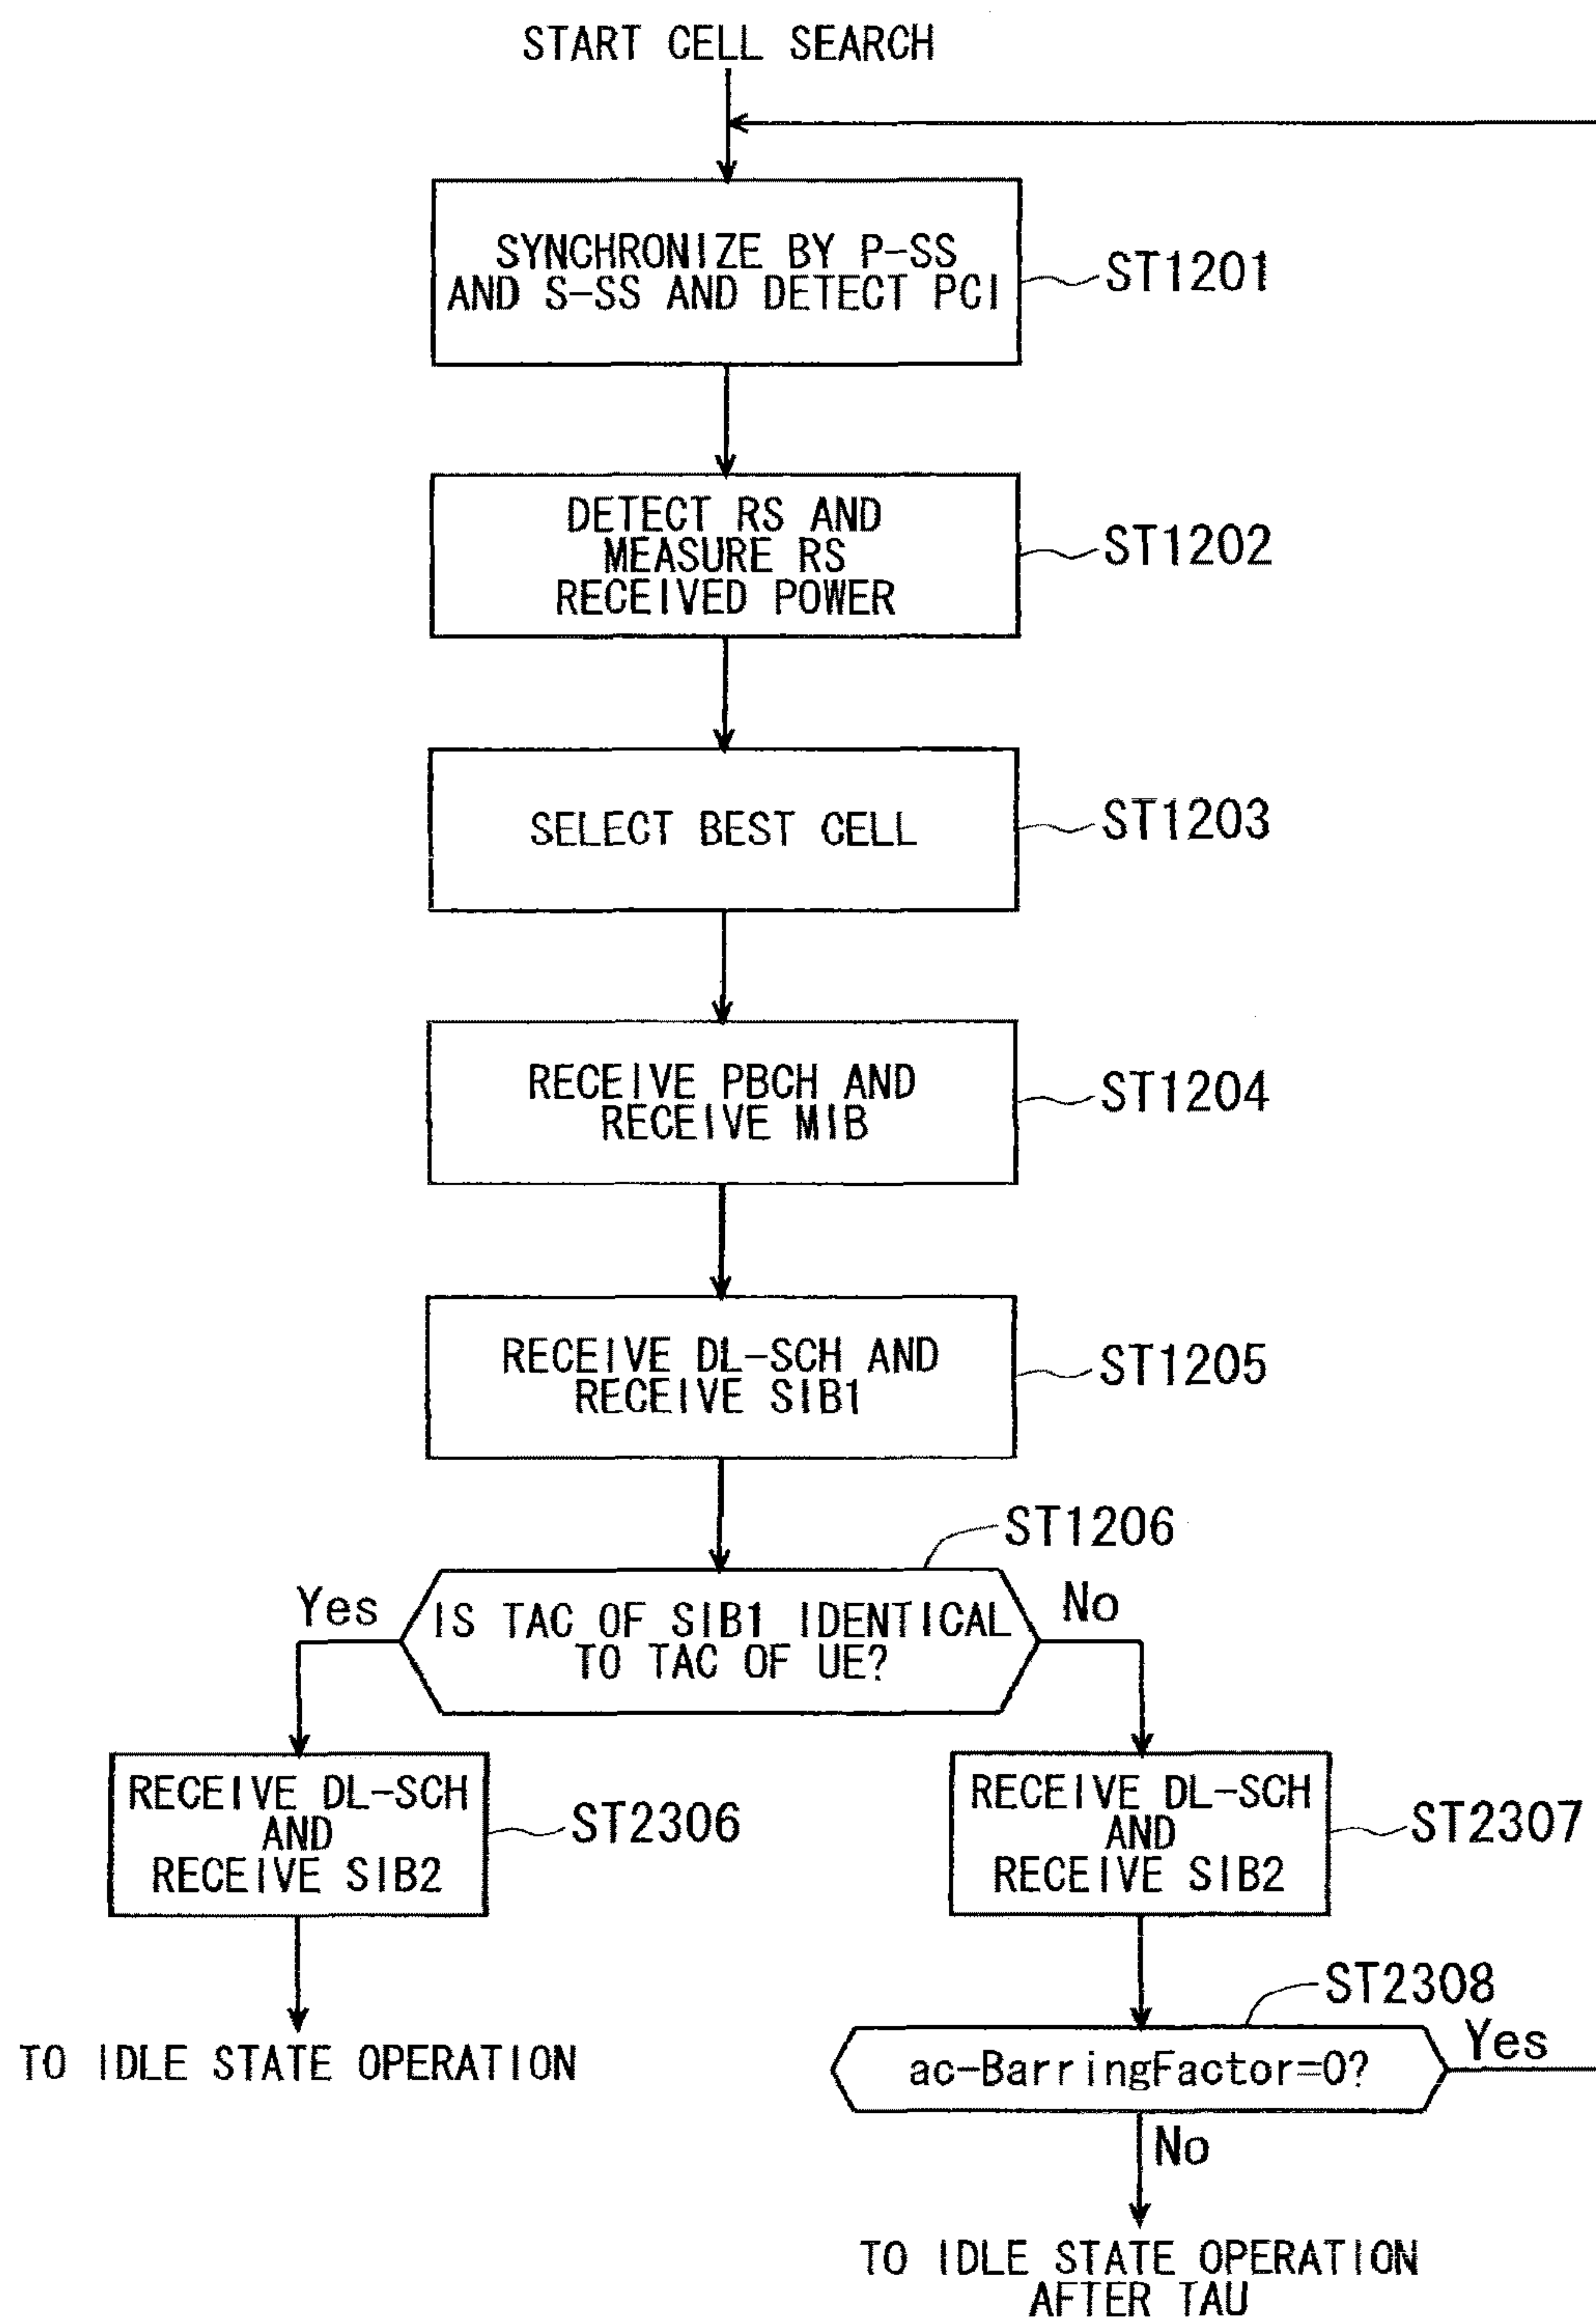 START CELL SEARCH
SYNCHRONIZE BY P-SS
AND S-SS AND DETECT PCI
ST1201
DETECT RS AND
MEASURE RS
RECEIVED POWER
ST1202
SELECT BEST CELL
ST1203
RECEIVE PBCH AND
RECEIVE MIB
ST1204
RECEIVE DL-SCH AND
RECEIVE SIB1
ST1205
ST1206
Yes
IS TAC OF SIB1 IDENTICAL
TO TAC OF UE?
No
RECEIVE DL-SCH
AND
RECEIVE SIB2
ST2306
RECEIVE DL-SCH
AND
RECEIVE SIB2
ST2307
TO IDLE STATE OPERATION
ST2308
ac-BarringFactor=0?
Yes
No
TO IDLE STATE OPERATION
AFTER TAU